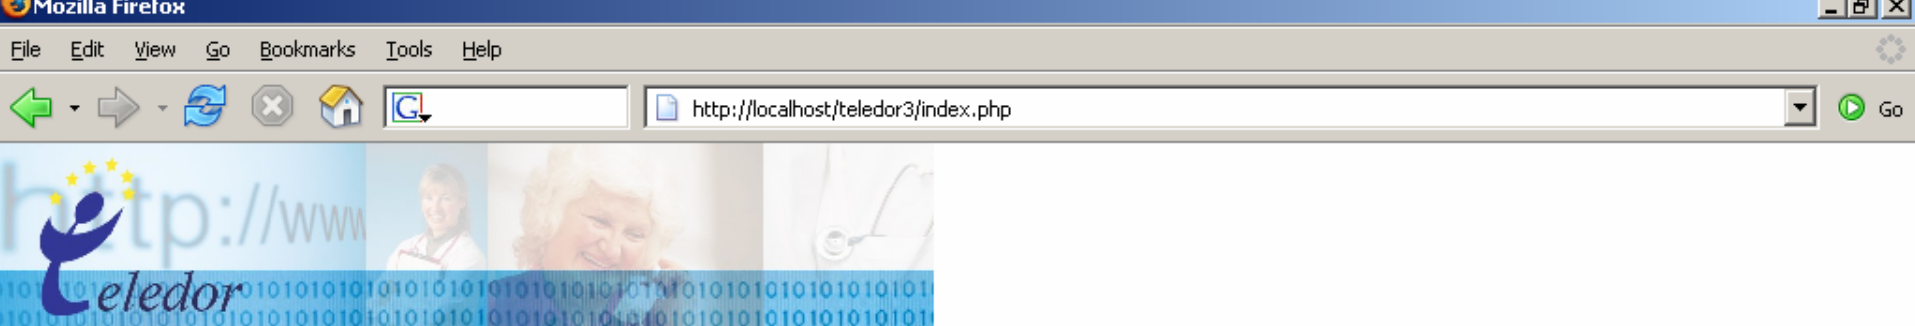 Mozilla Firefox
File Edit View Go Bookmarks Tools Help
G http://localhost/teledor3/index.php Go
http://www
eledor